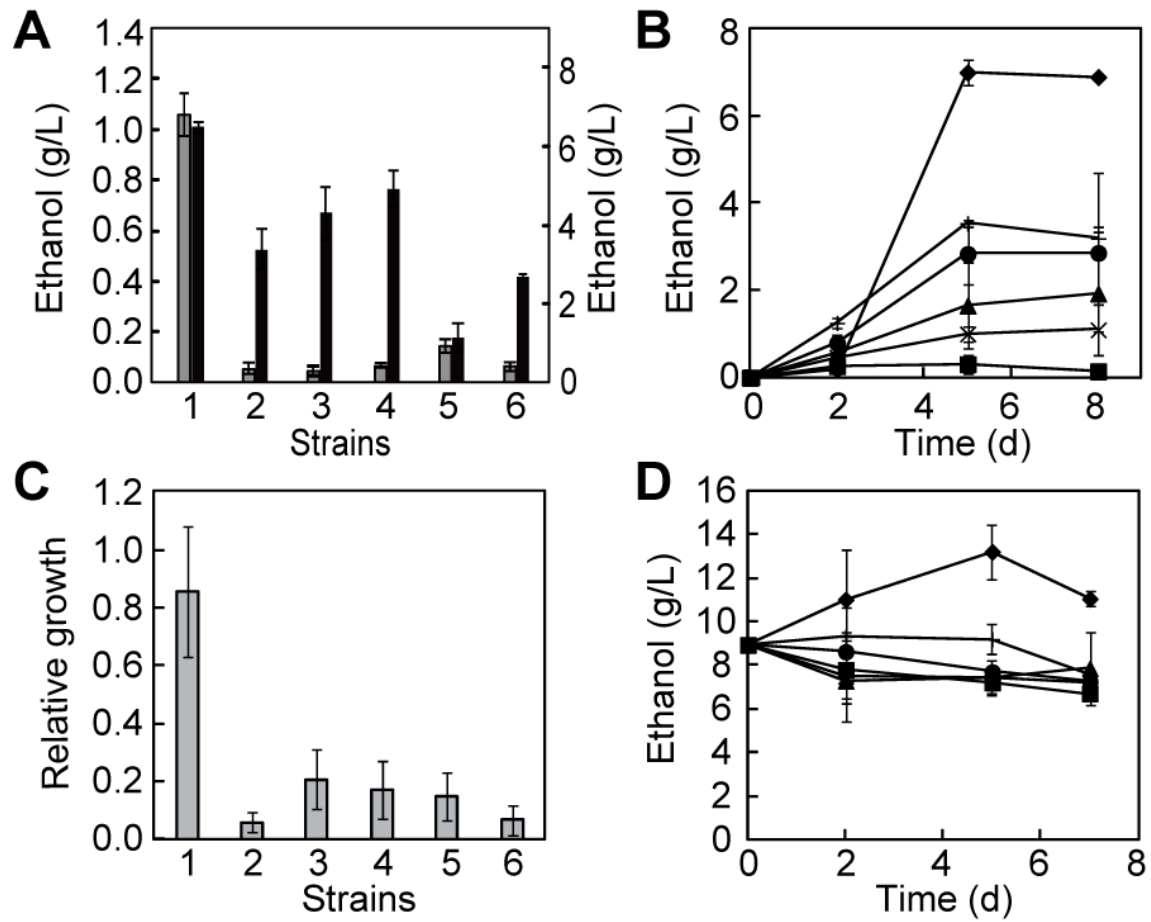 A
Ethanol (g/L)
1.4
1.2
1.0
0.8
0.6
0.4
0.2
0.0
8
6
4
2
0
Ethanol (g/L)
1 2 3 4 5 6
Strains
B
Ethanol (g/L)
8
6
4
2
0
0 2 4 6 8
Time (d)
C
Relative growth
1.2
1.0
0.8
0.6
0.4
0.2
0.0
1 2 3 4 5 6
Strains
D
Ethanol (g/L)
16
14
12
10
8
6
4
2
0
0 2 4 6 8
Time (d)